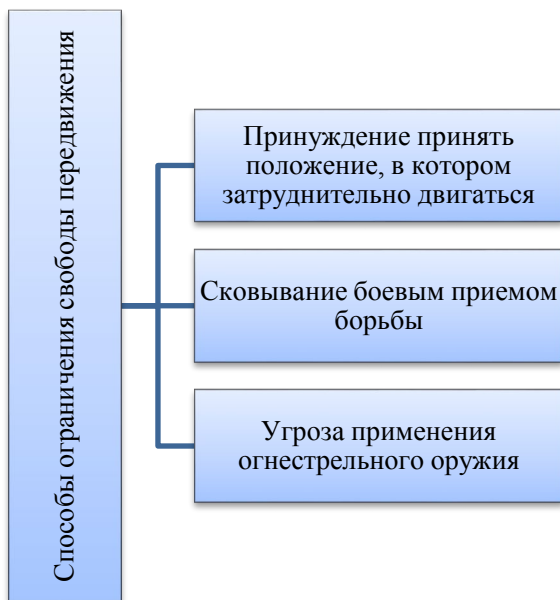 Способы ограничения свободы передвижения
Принуждение принять
положение, в котором
затруднительно двигаться
Сковывание боевым приемом
борьбы
Угроза применения
огнестрельного оружия